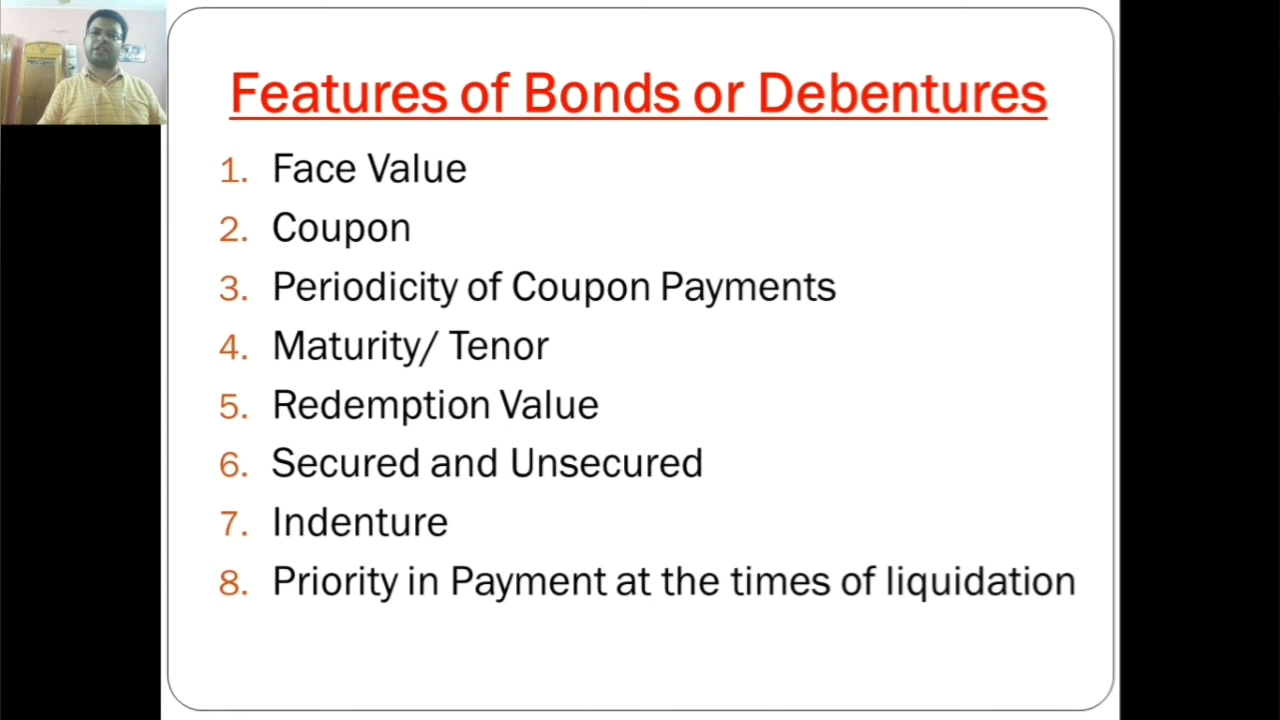 Features of Bonds or Debentures
1. Face Value
2. Coupon
3. Periodicity of Coupon Payments
4. Maturity/ Tenor
5. Redemption Value
6. Secured and Unsecured
7. Indenture
8. Priority in Payment at the times of liquidation